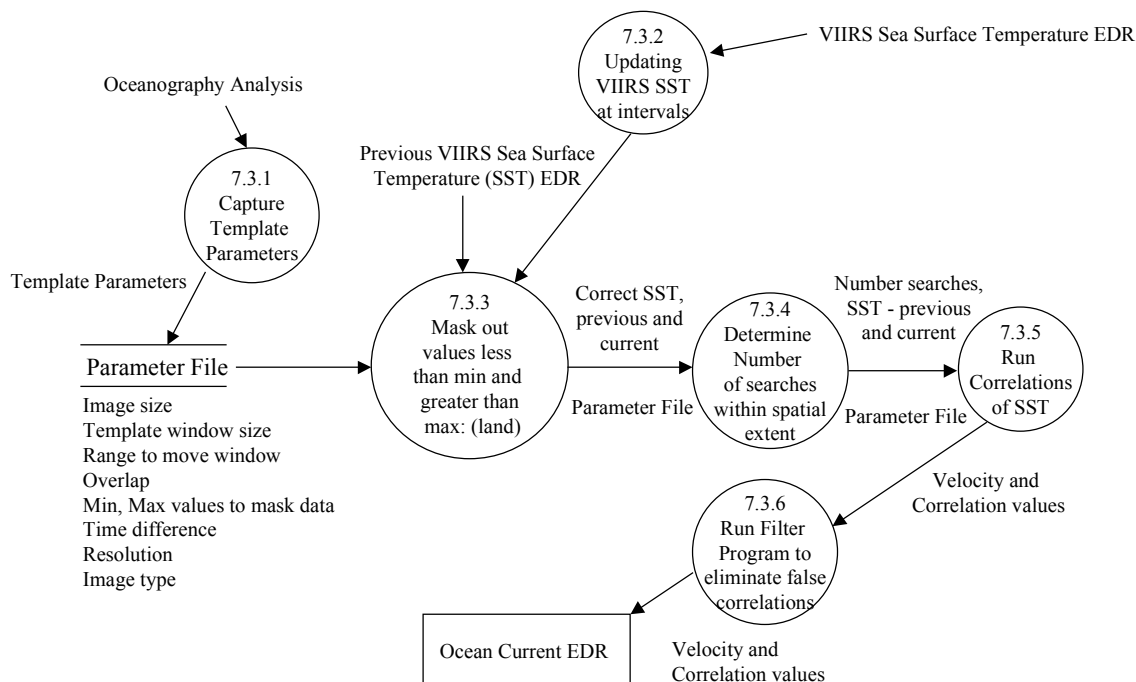 7.3.2
Updating
VIIRS SST
at intervals
VIIRS Sea Surface Temperature EDR
Oceanography Analysis
Previous VIIRS Sea Surface
Temperature (SST) EDR
7.3.1
Capture
Template
Parameters
Template Parameters
Parameter File
Image size
Template window size
Range to move window
Overlap
Min, Max values to mask data
Time difference
Resolution
Image type
7.3.3
Mask out
values less
than min and
greater than
max: (land)
Correct SST,
previous and
current
Parameter File
7.3.4
Determine
Number
of searches
within spatial
extent
Number searches,
SST - previous
and current
Parameter File
7.3.5
Run
Correlations
of SST
Velocity and
Correlation values
7.3.6
Run Filter
Program to
eliminate false
correlations
Ocean Current EDR
Velocity and
Correlation values